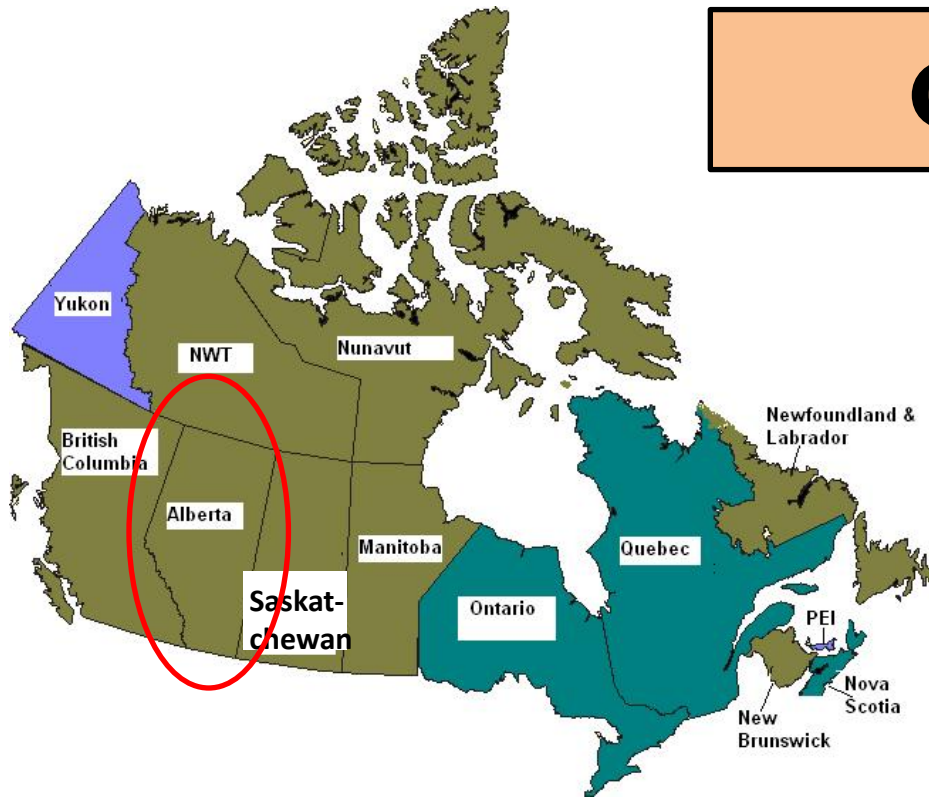 Yukon
NWT
Nunavut
British
Columbia
Alberta
Saskat-
chewan
Manitoba
Ontario
Quebec
Newfoundland &
Labrador
PEI
Nova
Scotia
New
Brunswick